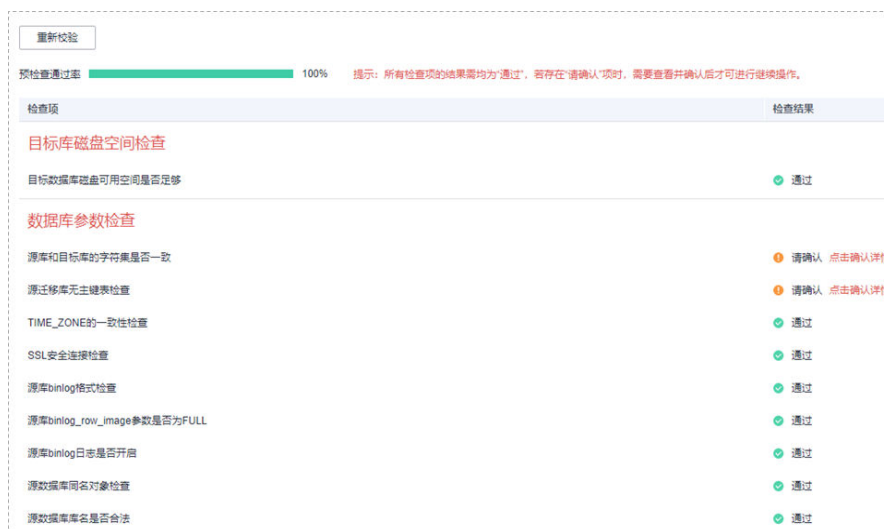 重新校验
预检查通过率 100% 提示：所有检查项的结果需均为“通过”，若存在“请确认”项时，需要查看并确认后才可进行继续操作。
检查项 检查结果
目标库磁盘空间检查
目标数据库磁盘可用空间是否足够 通过
数据库参数检查
源库和目标库的字符集是否一致 请确认 点击确认详情
源迁移库无主键表检查 请确认 点击确认详情
TIME_ZONE的一致性检查 通过
SSL安全连接检查 通过
源库binlog格式检查 通过
源库binlog_row_image参数是否为FULL 通过
源库binlog日志是否开启 通过
源数据库同名对象检查 通过
源数据库库名是否合法 通过